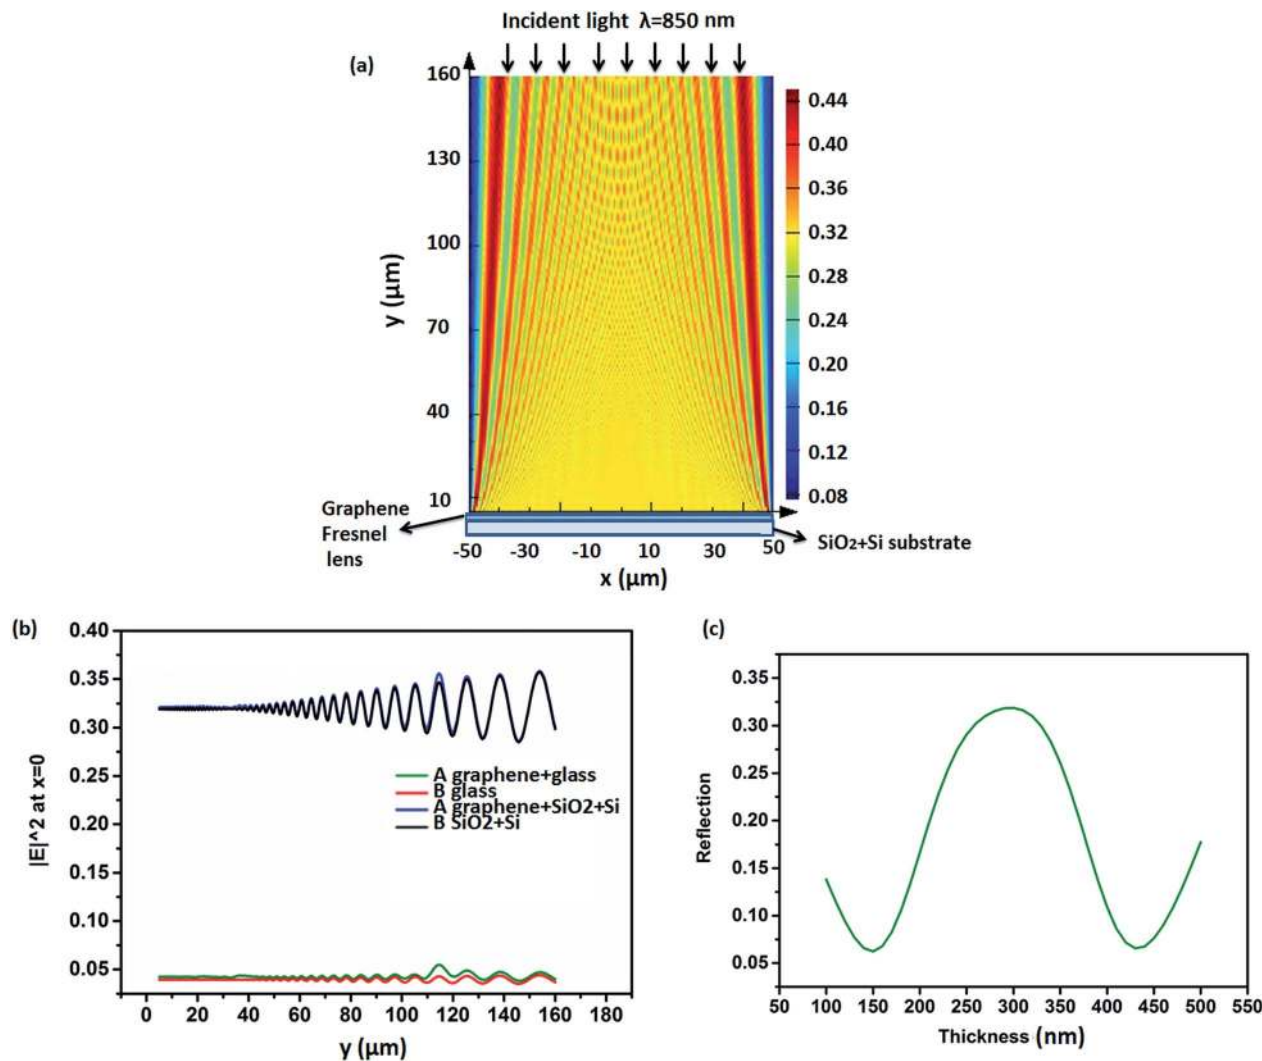 Incident light λ=850 nm
(a)
160
130
100
70
40
10
y (μm)
0.44
0.40
0.36
0.32
0.28
0.24
0.20
0.16
0.12
0.08
Graphene
Fresnel
lens
SiO2+Si substrate
-50 -30 -10 10 30 50
x (μm)
(b)
0.40
0.35
0.30
0.25
0.20
0.15
0.10
0.05
|E|^2 at x=0
A graphene+glass
B glass
A graphene+SiO2+Si
B SiO2+Si
0 20 40 60 80 100 120 140 160 180
y (μm)
(c)
0.35
0.30
0.25
0.20
0.15
0.10
0.05
Reflection
50 100 150 200 250 300 350 400 450 500 550
Thickness (nm)